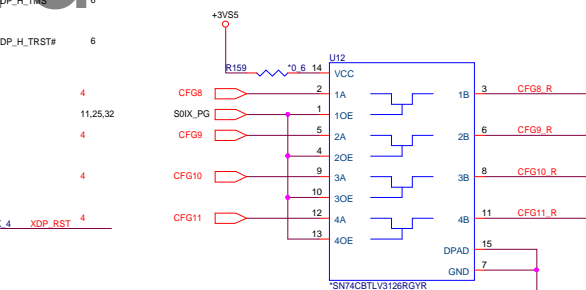 DP_H_TMS 6
+3VS5
DP_H_TRST# 6
R159 *0_6 14 VCC
U12
4 CFG8 2 1A 1B 3 CFG8_R
11,25,32 S0IX_PG 1 1OE
4 CFG9 5 2A 2B 6 CFG9_R
4 2OE
4 CFG10 9 3A 3B 8 CFG10_R
10 3OE
_4 XDP_RST 4 CFG11 12 4A 4B 11 CFG11_R
13 4OE
DPAD 15
GND 7
*SN74CBTLV3126RGYR